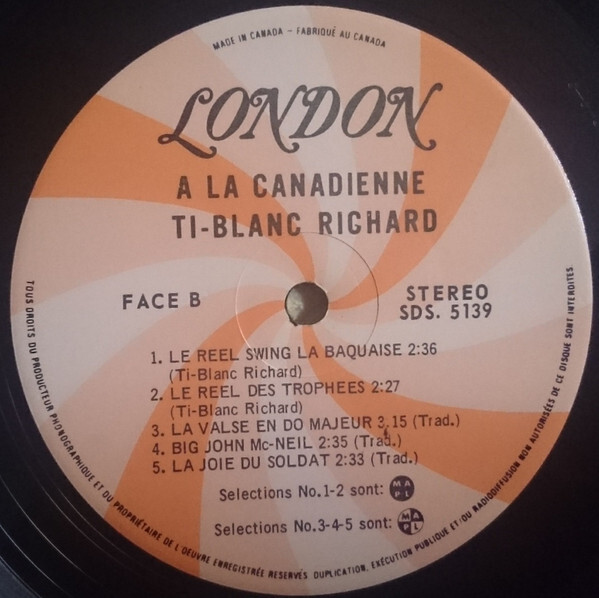 MADE IN CANADA - FABRIQUÉ AU CANADA
LONDON
A LA CANADIENNE
TI-BLANC RICHARD
FACE B
STEREO
SDS. 5139
1. LE REEL SWING LA BAQUAISE 2:36
(Ti-Blanc Richard)
2. LE REEL DES TROPHEES 2:27
(Ti-Blanc Richard)
3. LA VALSE EN DO MAJEUR 3.15 (Trad.)
4. BIG JOHN Mc-NEIL 2:35 (Trad.)
5. LA JOIE DU SOLDAT 2:33 (Trad.)
Selections No.1-2 sont: MAPL
Selections No.3-4-5 sont: MAPL
TOUS DROITS DU PRODUCTEUR PHONOGRAPHIQUE ET DU PROPRIÉTAIRE DE L'OEUVRE ENREGISTRÉE RESERVÉS DUPLICATION, EXÉCUTION PUBLIQUE ET/OU RADIODIFFUSION NON AUTORISÉES DE CE DISQUE SONT INTERDITES